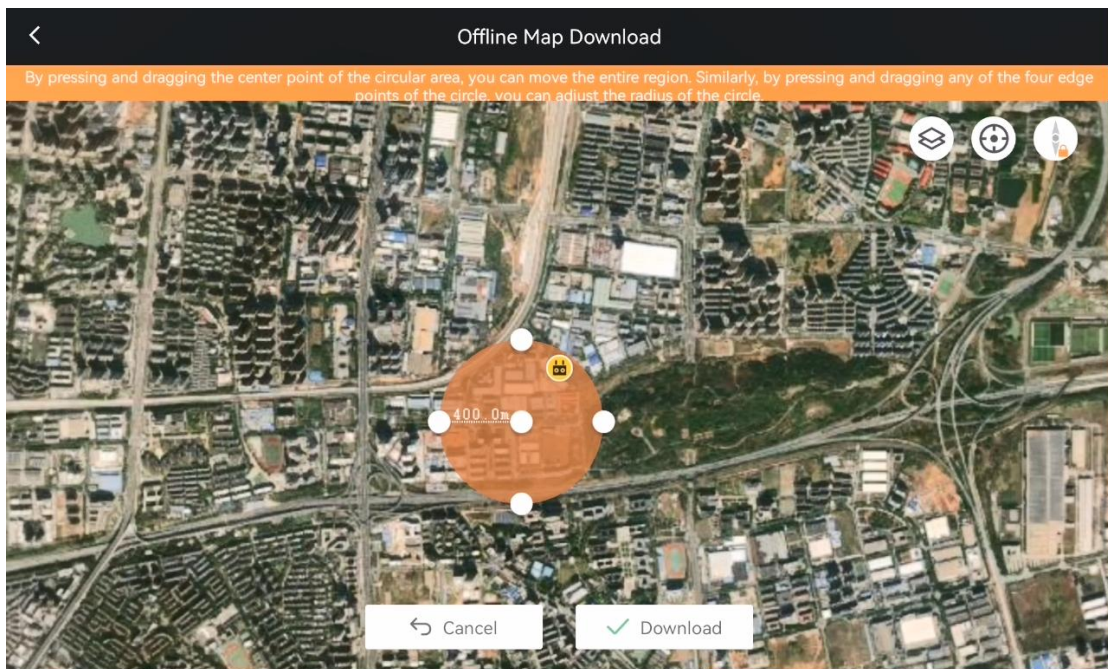 Offline Map Download
By pressing and dragging the center point of the circular area, you can move the entire region. Similarly, by pressing and dragging any of the four edge
points of the circle, you can adjust the radius of the circle.
400.0m
Cancel
Download